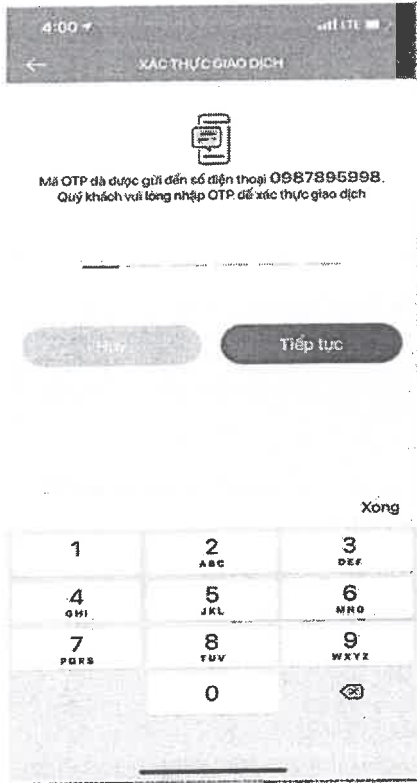 4:00
LTE
XÁC THỰC GIAO DỊCH
Mã OTP đã được gửi đến số điện thoại 0987895998.
Quý khách vui lòng nhập OTP để xác thực giao dịch
Hủy
Tiếp tục
Xong
1
2
ABC
3
DEF
4
GHI
5
JKL
6
MNO
7
PQRS
8
TUV
9
WXYZ
0